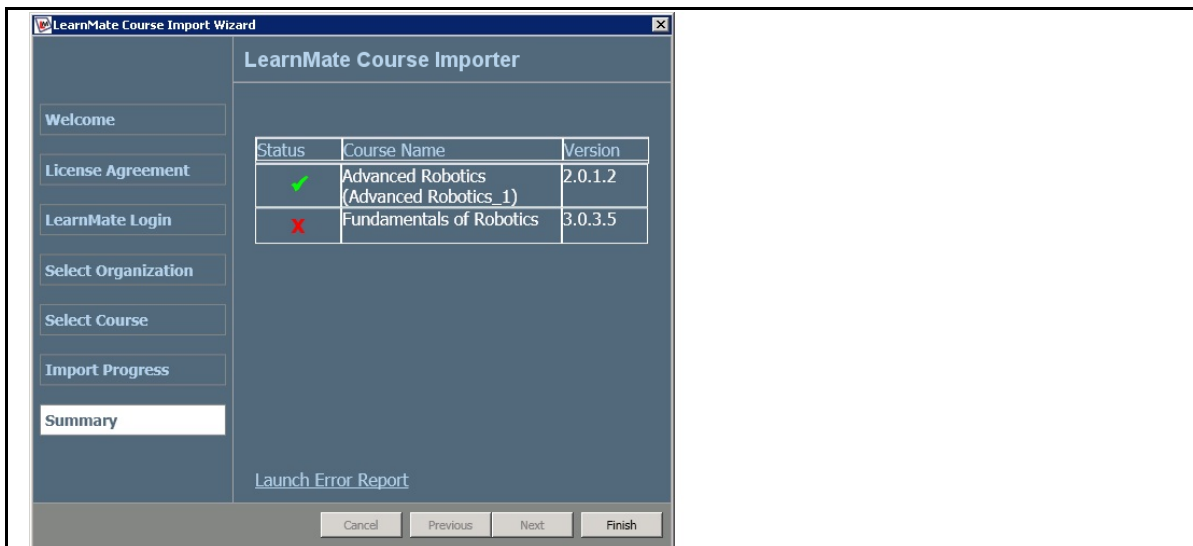 LearnMate Course Import Wizard
LearnMate Course Importer
Welcome
License Agreement
LearnMate Login
Select Organization
Select Course
Import Progress
Summary
Status Course Name Version
✔ Advanced Robotics 2.0.1.2
(Advanced Robotics_1)
X Fundamentals of Robotics 3.0.3.5
Launch Error Report
Cancel Previous Next Finish